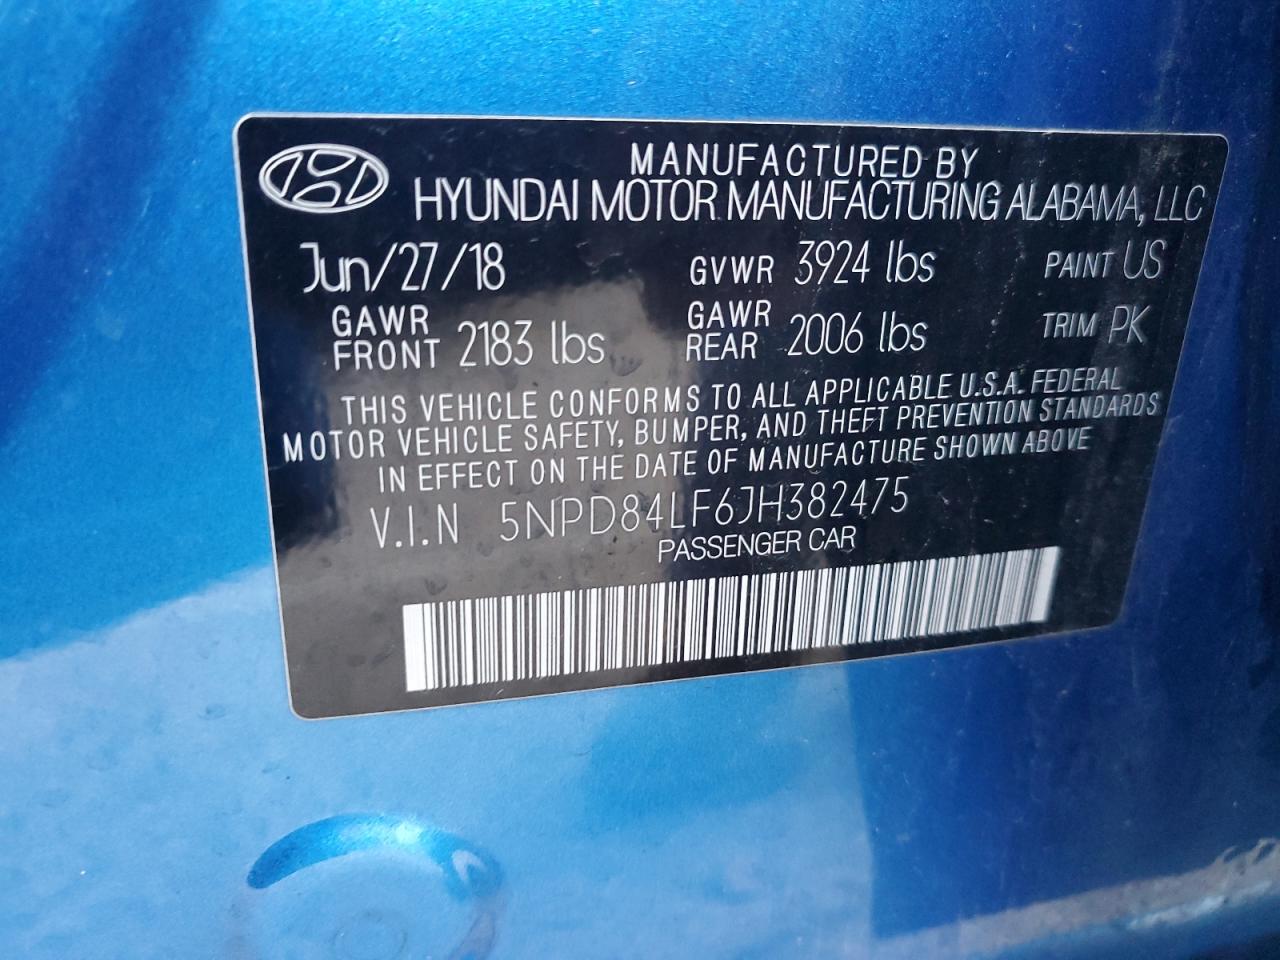 MANUFACTURED BY
HYUNDAI MOTOR MANUFACTURING ALABAMA, LLC
Jun/27/18 GVWR 3924 lbs PAINT US
GAWR FRONT 2183 lbs GAWR REAR 2006 lbs TRIM PK
THIS VEHICLE CONFORMS TO ALL APPLICABLE U.S.A. FEDERAL
MOTOR VEHICLE SAFETY, BUMPER, AND THEFT PREVENTION STANDARDS
IN EFFECT ON THE DATE OF MANUFACTURE SHOWN ABOVE
V.I.N 5NPD84LF6JH382475
PASSENGER CAR